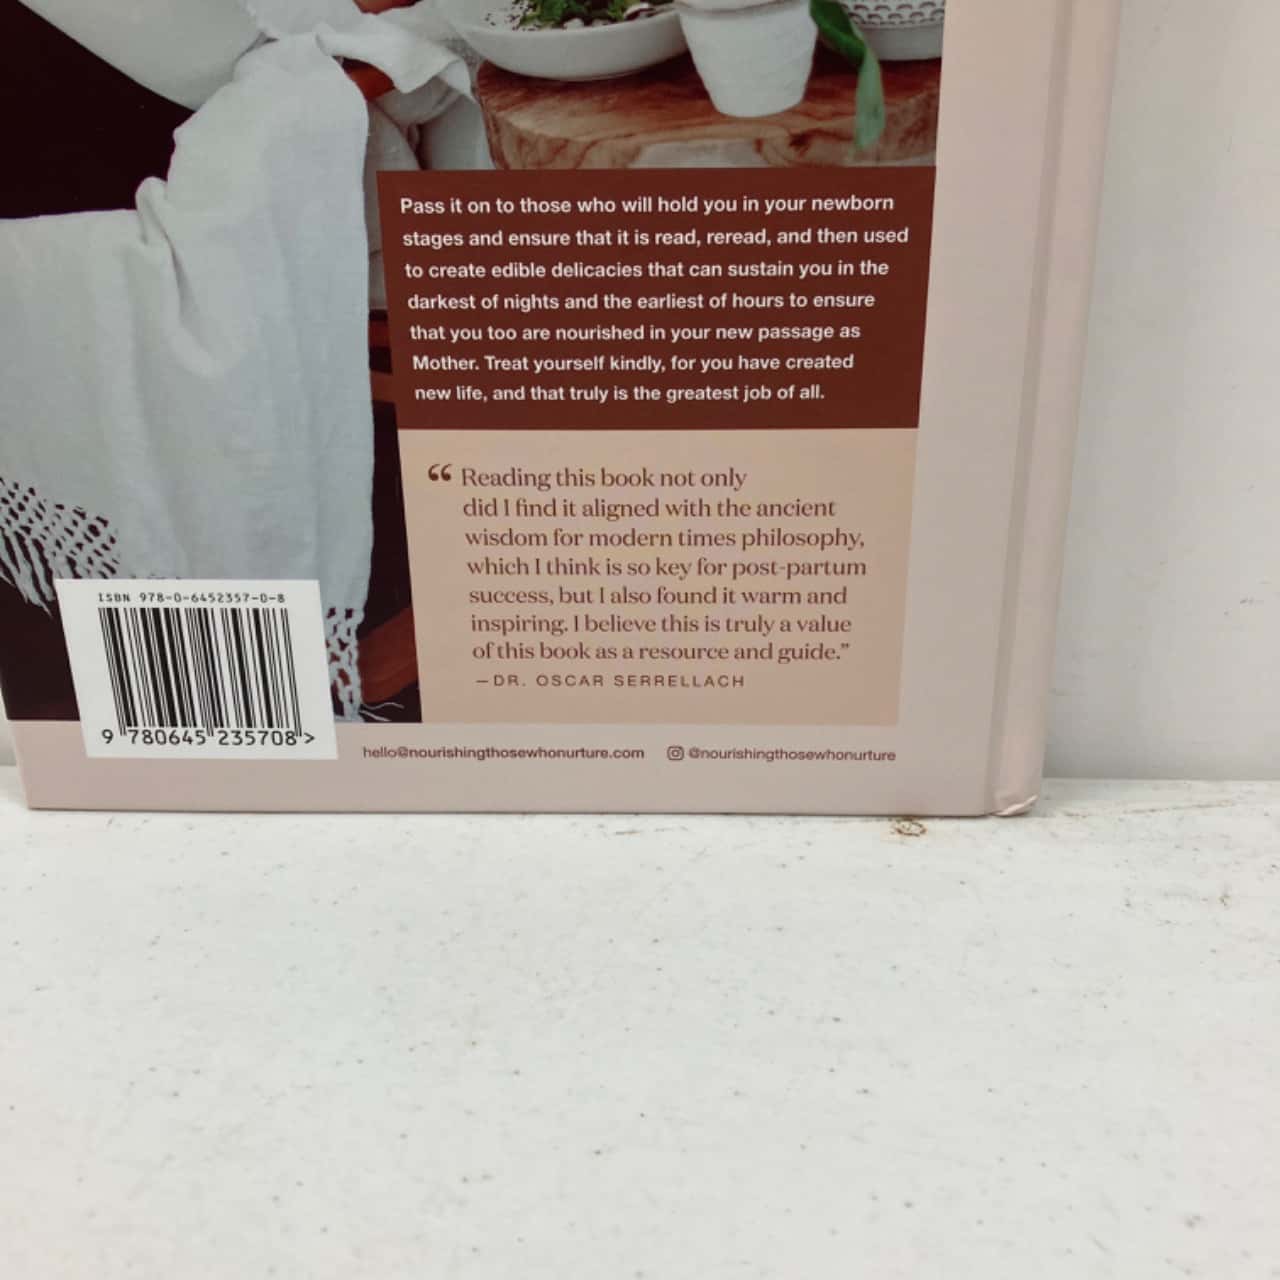 Pass it on to those who will hold you in your newborn
stages and ensure that it is read, reread, and then used
to create edible delicacies that can sustain you in the
darkest of nights and the earliest of hours to ensure
that you too are nourished in your new passage as
Mother. Treat yourself kindly, for you have created
new life, and that truly is the greatest job of all.
“ Reading this book not only
did I find it aligned with the ancient
wisdom for modern times philosophy,
which I think is so key for post-partum
success, but I also found it warm and
inspiring. I believe this is truly a value
of this book as a resource and guide.”
—DR. OSCAR SERRELLACH
ISBN 978-0-6452357-0-8
9 780645 235708 >
hello@nourishingthosewhonurture.com @nourishingthosewhonurture